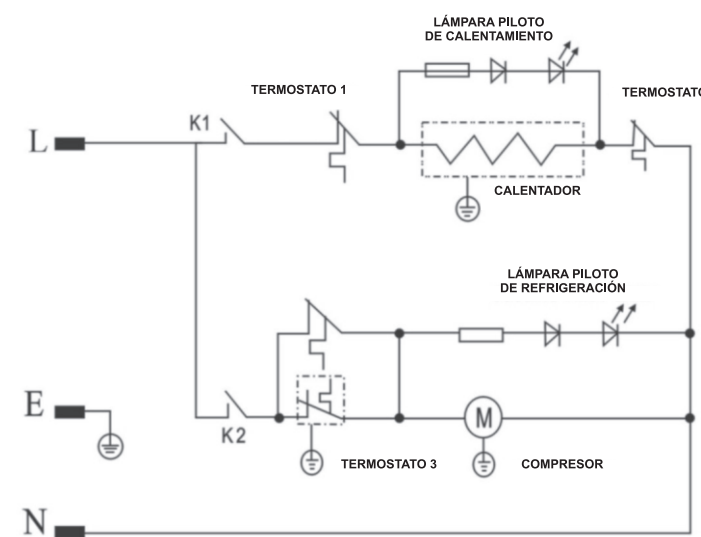 LÁMPARA PILOTO
DE CALENTAMIENTO
TERMOSTATO 1
TERMOSTATO
K1
L
CALENTADOR
LÁMPARA PILOTO
DE REFRIGERACIÓN
E
K2
M
TERMOSTATO 3
COMPRESOR
N